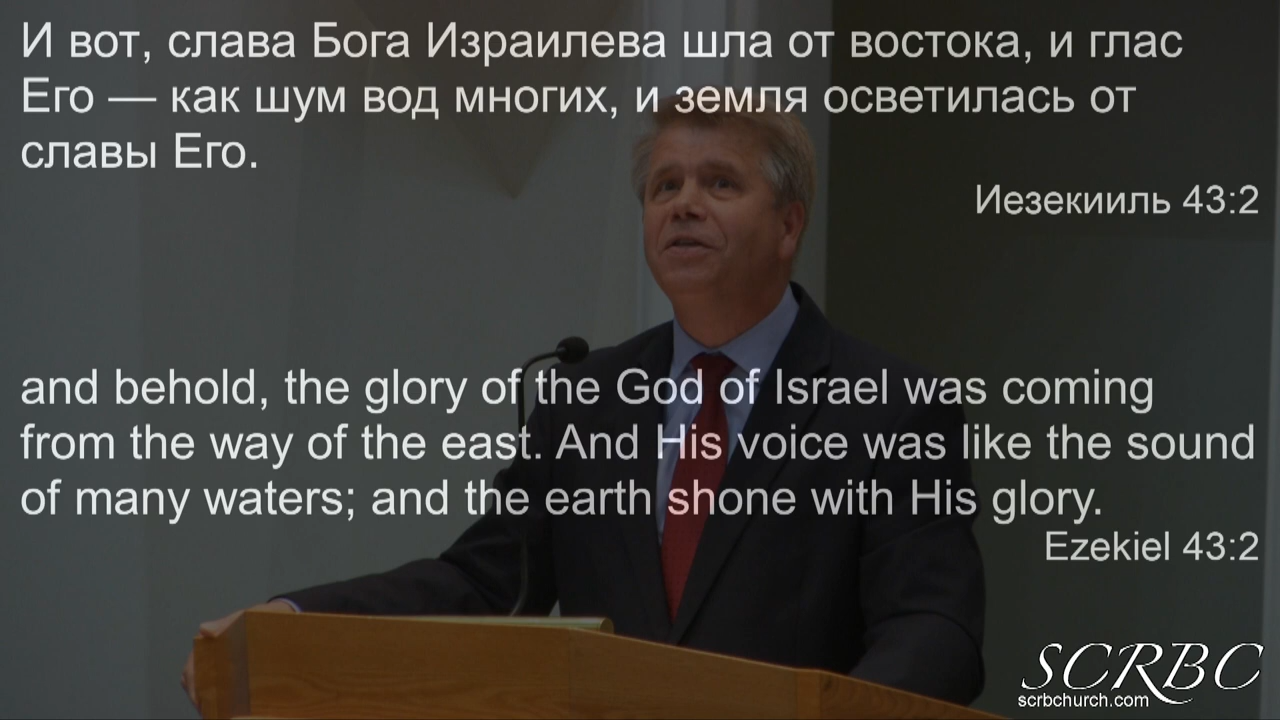 И вот, слава Бога Израилева шла от востока, и глас
Его — как шум вод многих, и земля осветилась от
славы Его.
Иезекииль 43:2
and behold, the glory of the God of Israel was coming
from the way of the east. And His voice was like the sound
of many waters; and the earth shone with His glory.
Ezekiel 43:2
SCRBC
scrbchurch.com